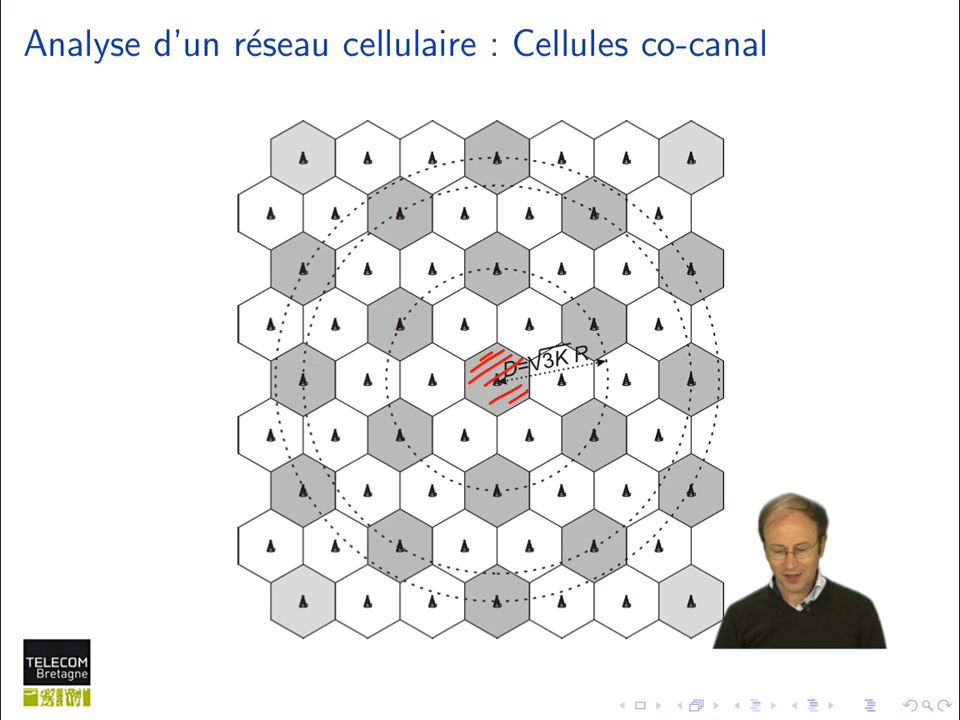 Analyse d'un réseau cellulaire : Cellules co-canal
D=√3K R
TELECOM
Bretagne